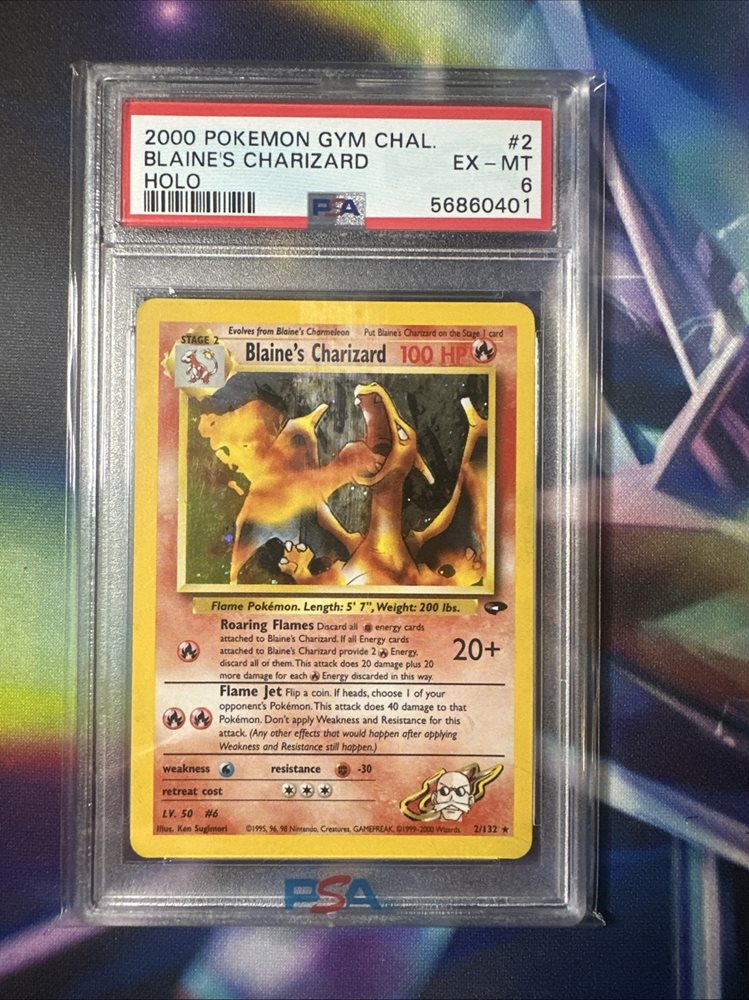 2000 POKEMON GYM CHAL. #2
BLAINE'S CHARIZARD EX - MT
HOLO 6
PSA 56860401
Evolves from Blaine's Charmeleon Put Blaine's Charizard on the Stage 1 card
STAGE 2
Blaine's Charizard 100 HP
Flame Pokémon. Length: 5' 7", Weight: 200 lbs.
Roaring Flames Discard all energy cards
attached to Blaine's Charizard. If all Energy cards
attached to Blaine's Charizard provide 2 Energy,
discard all of them. This attack does 20 damage plus 20
more damage for each Energy discarded in this way.
20+
Flame Jet Flip a coin. If heads, choose 1 of your
opponent's Pokémon. This attack does 40 damage to that
Pokémon. Don't apply Weakness and Resistance for this
attack. (Any other effects that would happen after applying
Weakness and Resistance still happen.)
weakness resistance -30
retreat cost
LV. 50 #6
Illus. Ken Sugimori ©1995, 96, 98 Nintendo, Creatures, GAMEFREAK. ©1999-2000 Wizards. 2/132 ★
PSA